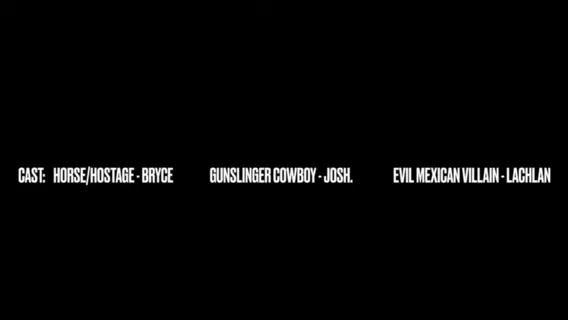 CAST: HORSE/HOSTAGE - BRYCE GUNSLINGER COWBOY - JOSH. EVIL MEXICAN VILLAIN - LACHLAN